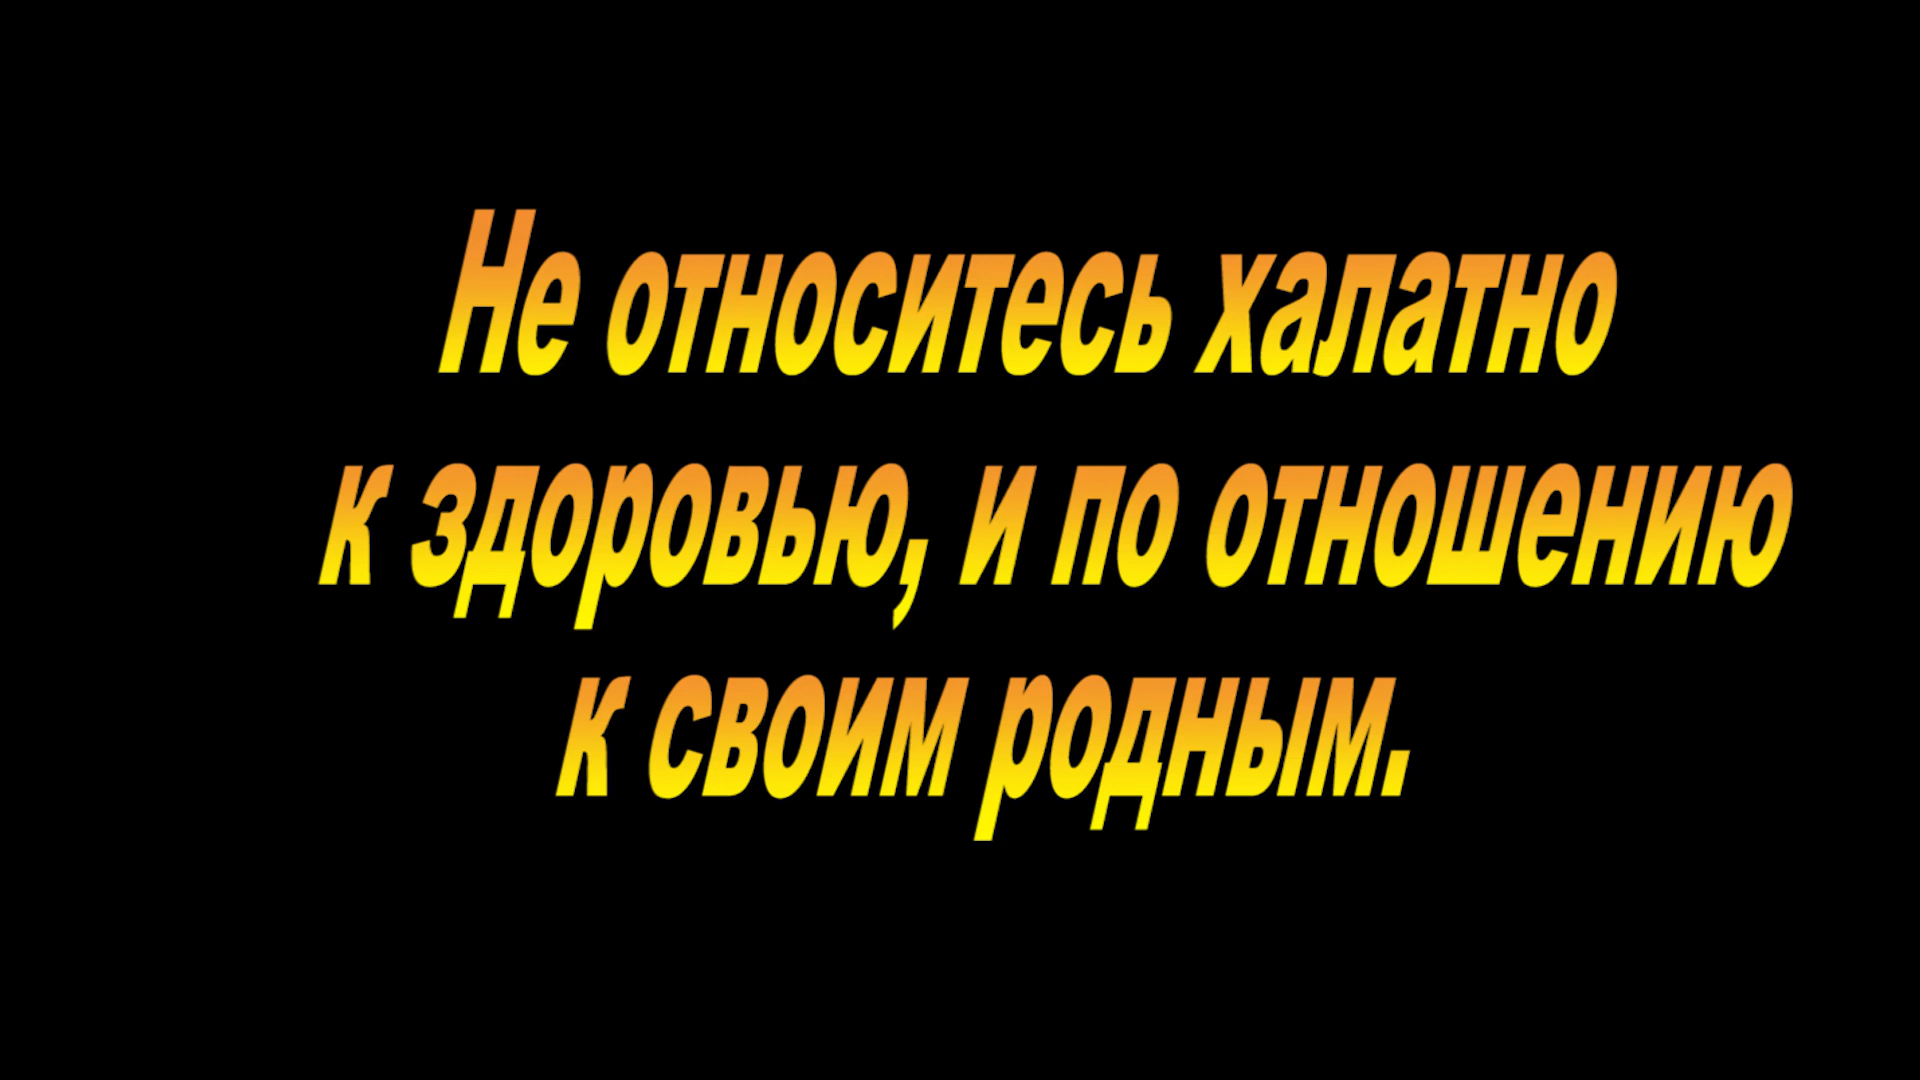 Не относитесь халатно
к здоровью, и по отношению
к своим родным.